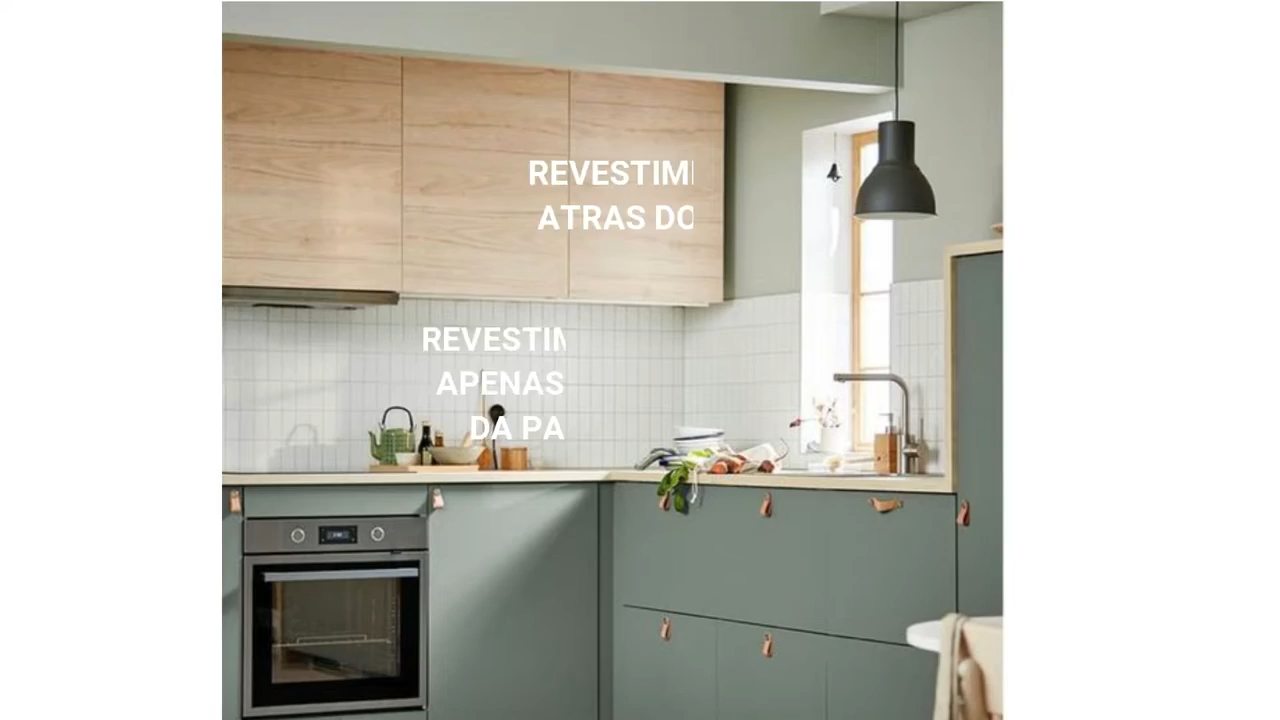 REVESTIM
ATRAS DO
REVESTIM
APENAS
DA PA